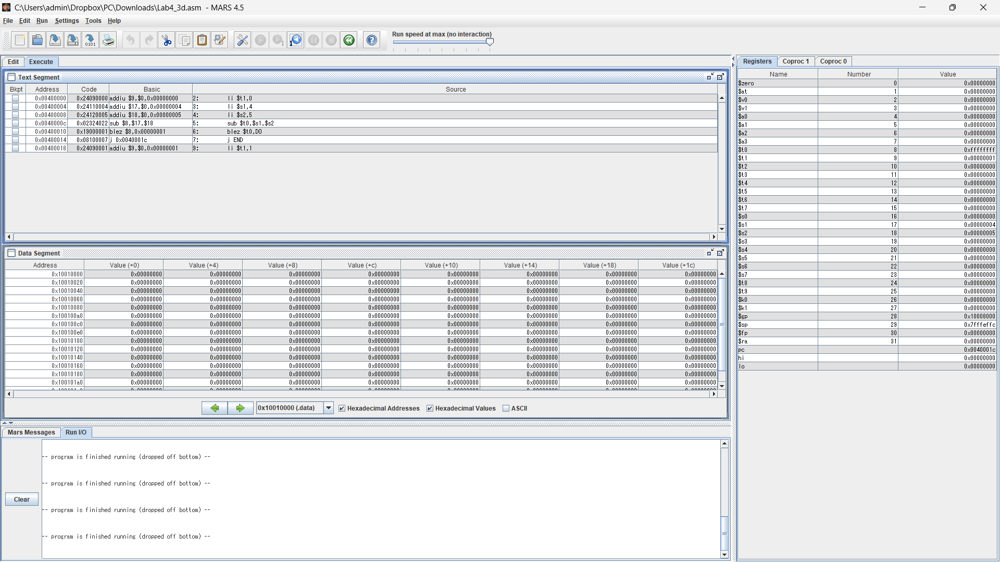 C:\Users\admin\Dropbox\PC\Downloads\Lab4_3d.asm - MARS 4.5
File Edit Run Settings Tools Help
Run speed at max (no interaction)
Edit Execute
Text Segment
Bkpt Address Code Basic Source
0x00400000 0x24090000 addiu $9,$0,0x00000000 2: li $t1,0
0x00400004 0x24110004 addiu $17,$0,0x00000004 3: li $s1,4
0x00400008 0x24120005 addiu $18,$0,0x00000005 4: li $s2,5
0x0040000c 0x02324022 sub $8,$17,$18 5: sub $t0,$s1,$s2
0x00400010 0x19000001 blez $8,0x00000001 6: blez $t0,DO
0x00400014 0x08100007 j 0x0040001c 7: j END
0x00400018 0x24090001 addiu $9,$0,0x00000001 9: li $t1,1
Data Segment
Address Value (+0) Value (+4) Value (+8) Value (+c) Value (+10) Value (+14) Value (+18) Value (+1c)
0x10010000 0x00000000 0x00000000 0x00000000 0x00000000 0x00000000 0x00000000 0x00000000 0x00000000
0x10010020 0x00000000 0x00000000 0x00000000 0x00000000 0x00000000 0x00000000 0x00000000 0x00000000
0x10010040 0x00000000 0x00000000 0x00000000 0x00000000 0x00000000 0x00000000 0x00000000 0x00000000
0x10010060 0x00000000 0x00000000 0x00000000 0x00000000 0x00000000 0x00000000 0x00000000 0x00000000
0x10010080 0x00000000 0x00000000 0x00000000 0x00000000 0x00000000 0x00000000 0x00000000 0x00000000
0x100100a0 0x00000000 0x00000000 0x00000000 0x00000000 0x00000000 0x00000000 0x00000000 0x00000000
0x100100c0 0x00000000 0x00000000 0x00000000 0x00000000 0x00000000 0x00000000 0x00000000 0x00000000
0x100100e0 0x00000000 0x00000000 0x00000000 0x00000000 0x00000000 0x00000000 0x00000000 0x00000000
0x10010100 0x00000000 0x00000000 0x00000000 0x00000000 0x00000000 0x00000000 0x00000000 0x00000000
0x10010120 0x00000000 0x00000000 0x00000000 0x00000000 0x00000000 0x00000000 0x00000000 0x00000000
0x10010140 0x00000000 0x00000000 0x00000000 0x00000000 0x00000000 0x00000000 0x00000000 0x00000000
0x10010160 0x00000000 0x00000000 0x00000000 0x00000000 0x00000000 0x00000000 0x00000000 0x00000000
0x10010180 0x00000000 0x00000000 0x00000000 0x00000000 0x00000000 0x00000000 0x00000000 0x00000000
0x100101a0 0x00000000 0x00000000 0x00000000 0x00000000 0x00000000 0x00000000 0x00000000 0x00000000
0x10010000 (.data) Hexadecimal Addresses Hexadecimal Values ASCII
Mars Messages Run I/O
-- program is finished running (dropped off bottom) --
-- program is finished running (dropped off bottom) --
Clear
-- program is finished running (dropped off bottom) --
-- program is finished running (dropped off bottom) --
Registers Coproc 1 Coproc 0
Name Number Value
$zero 0 0x00000000
$at 1 0x00000000
$v0 2 0x00000000
$v1 3 0x00000000
$a0 4 0x00000000
$a1 5 0x00000000
$a2 6 0x00000000
$a3 7 0x00000000
$t0 8 0xffffffff
$t1 9 0x00000001
$t2 10 0x00000000
$t3 11 0x00000000
$t4 12 0x00000000
$t5 13 0x00000000
$t6 14 0x00000000
$t7 15 0x00000000
$s0 16 0x00000000
$s1 17 0x00000004
$s2 18 0x00000005
$s3 19 0x00000000
$s4 20 0x00000000
$s5 21 0x00000000
$s6 22 0x00000000
$s7 23 0x00000000
$t8 24 0x00000000
$t9 25 0x00000000
$k0 26 0x00000000
$k1 27 0x00000000
$gp 28 0x10008000
$sp 29 0x7fffeffc
$fp 30 0x00000000
$ra 31 0x00000000
pc 0x0040001c
hi 0x00000000
lo 0x00000000